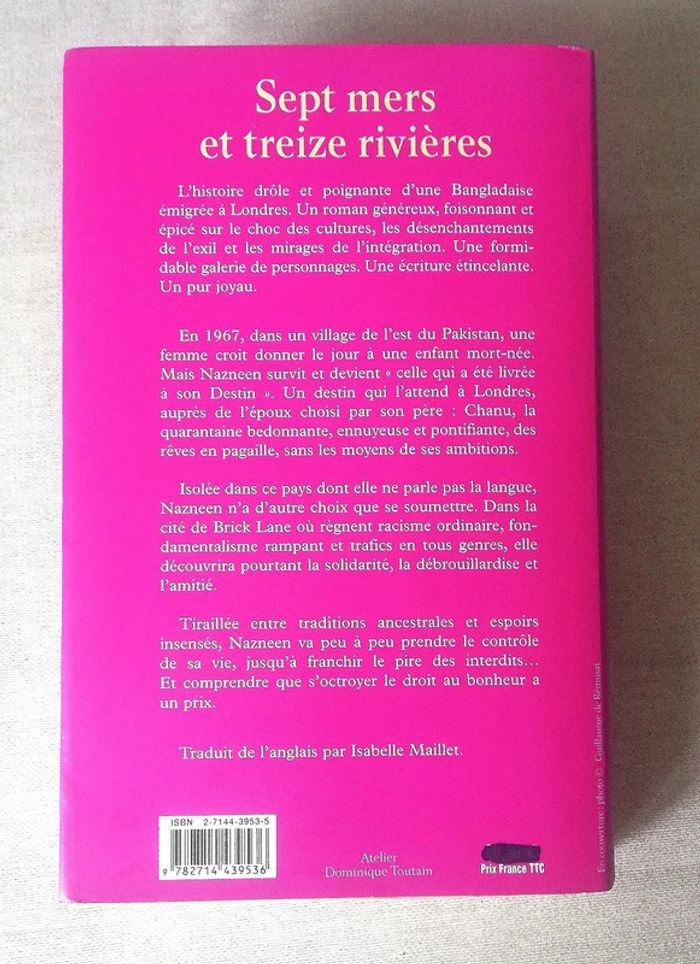 Sept mers
et treize rivières
L'histoire drôle et poignante d'une Bangladaise
émigrée à Londres. Un roman généreux, foisonnant et
épicé sur le choc des cultures, les désenchantements
de l'exil et les mirages de l'intégration. Une formi-
dable galerie de personnages. Une écriture étincelante.
Un pur joyau.
En 1967, dans un village de l'est du Pakistan, une
femme croit donner le jour à une enfant mort-née.
Mais Nazneen survit et devient « celle qui a été livrée
à son Destin ». Un destin qui l'attend à Londres,
auprès de l'époux choisi par son père : Chanu, la
quarantaine bedonnante, ennuyeuse et pontifiante, des
rêves en pagaille, sans les moyens de ses ambitions.
Isolée dans ce pays dont elle ne parle pas la langue,
Nazneen n'a d'autre choix que se soumettre. Dans la
cité de Brick Lane où règnent racisme ordinaire, fon-
damentalisme rampant et trafics en tous genres, elle
découvrira pourtant la solidarité, la débrouillardise et
l'amitié.
Tiraillée entre traditions ancestrales et espoirs
insensés, Nazneen va peu à peu prendre le contrôle
de sa vie, jusqu'à franchir le pire des interdits…
Et comprendre que s'octroyer le droit au bonheur a
un prix.
Traduit de l'anglais par Isabelle Maillet.
ISBN 2-7144-3953-5
9 782714 439536
Atelier
Dominique Toutain
Prix France TTC
En couverture : photo © Guillaume de Rémusat